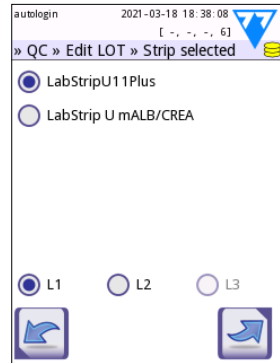 autologin 2021-03-18 18:38:08
[ -, -, -, 6]
» QC » Edit LOT » Strip selected
LabStripU11Plus
LabStrip U mALB/CREA
L1 L2 L3